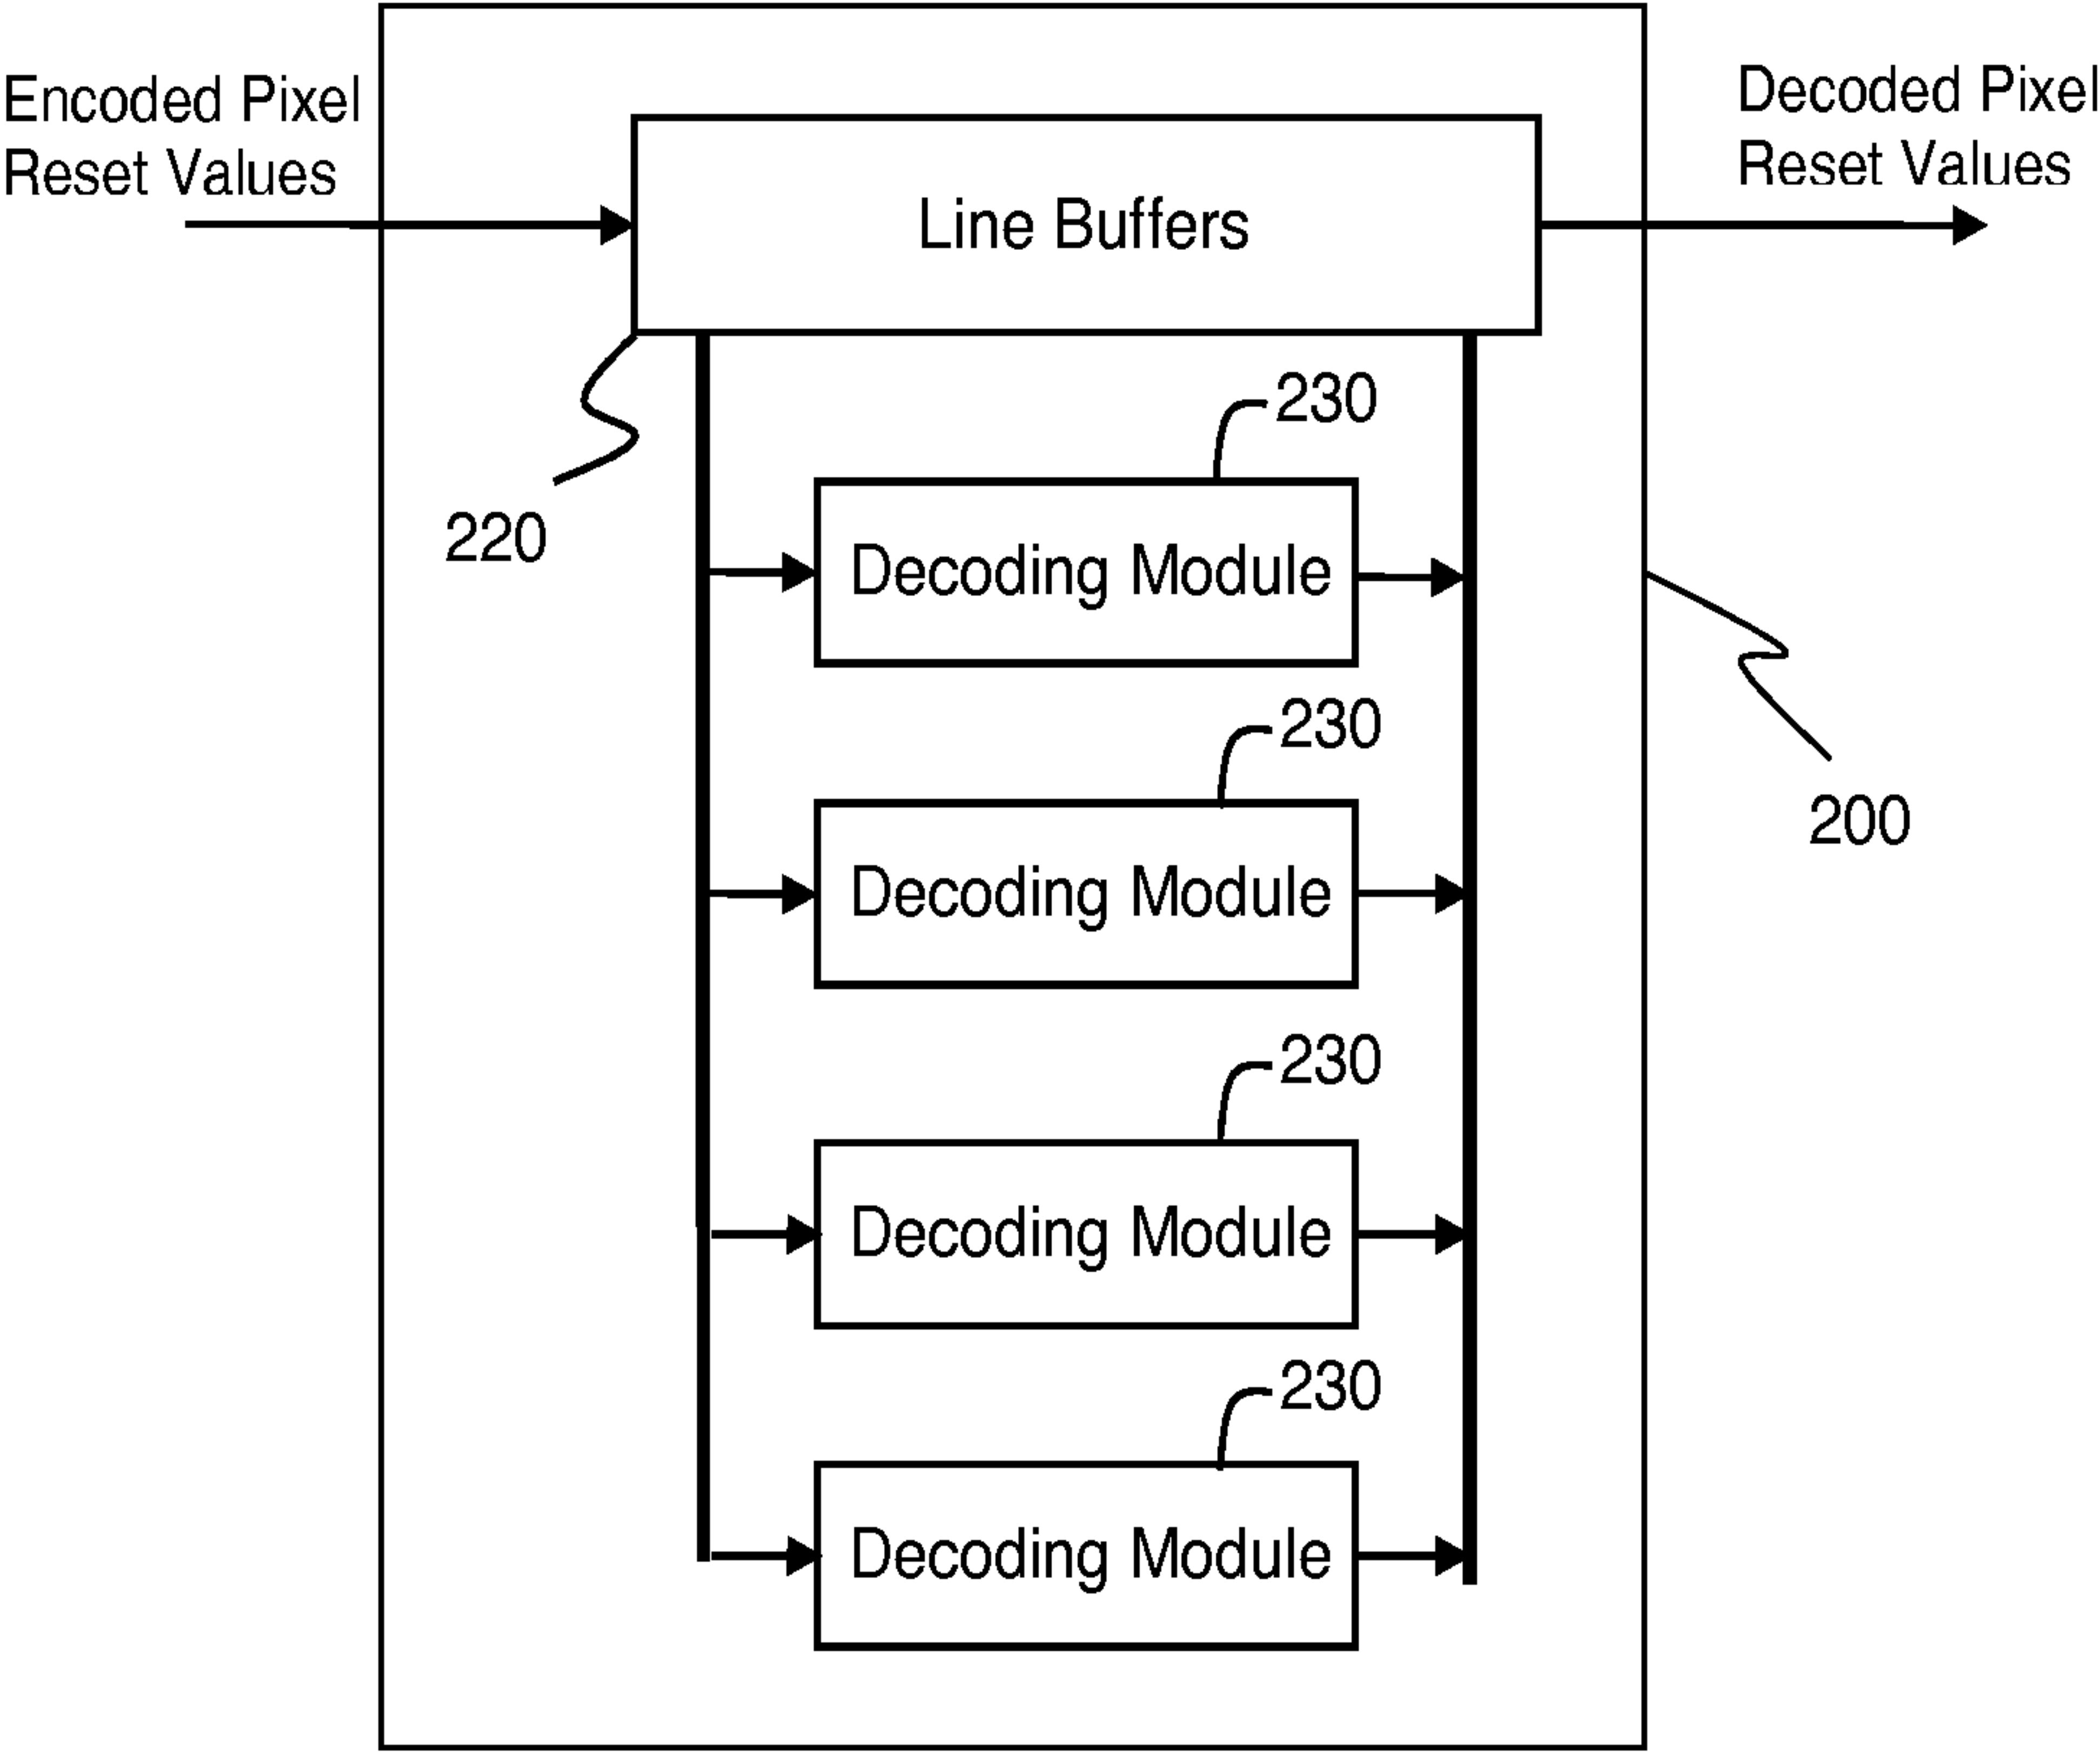 Encoded Pixel
Reset Values
Decoded Pixel
Reset Values
Line Buffers
230
220
Decoding Module
230
200
Decoding Module
230
Decoding Module
230
Decoding Module